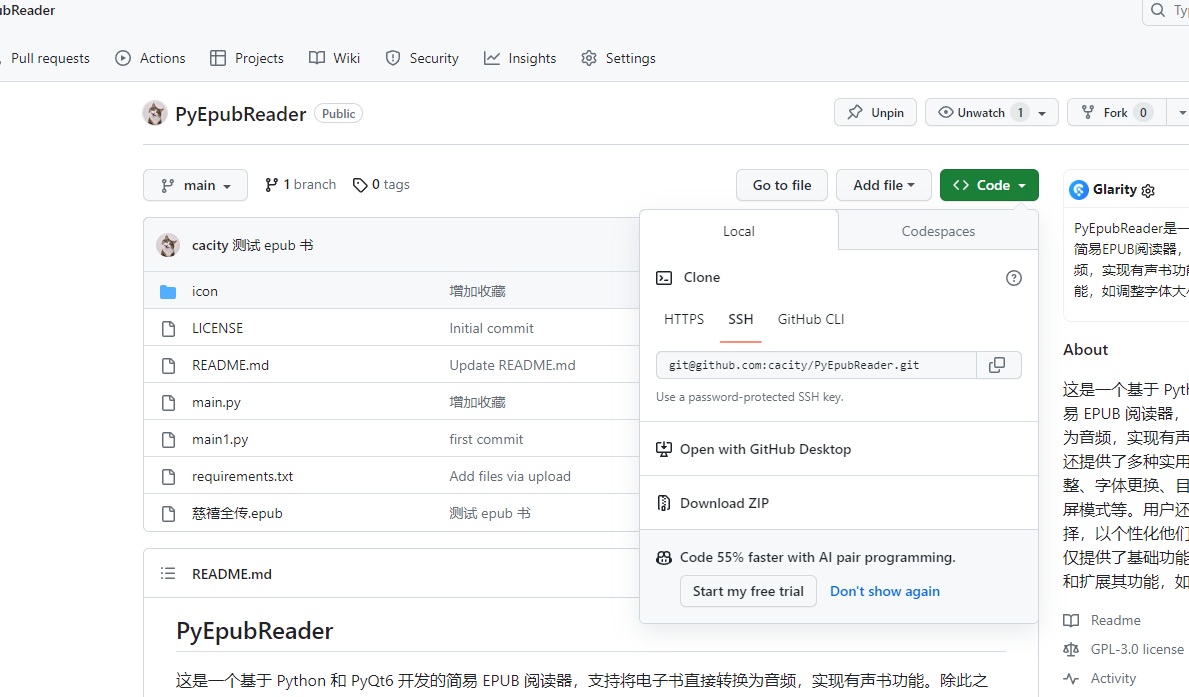 ubReader
Pull requests
Actions
Projects
Wiki
Security
Insights
Settings
PyEpubReader Public
Unpin
Unwatch 1
Fork 0
main
1 branch
0 tags
Go to file
Add file
<> Code
Glarity
cacity 测试 epub 书
icon 增加收藏
LICENSE Initial commit
README.md Update README.md
main.py 增加收藏
main1.py first commit
requirements.txt Add files via upload
慈禧全传.epub 测试 epub 书
Local
Codespaces
Clone
HTTPS
SSH
GitHub CLI
git@github.com:cacity/PyEpubReader.git
Use a password-protected SSH key.
Open with GitHub Desktop
Download ZIP
Code 55% faster with AI pair programming.
Start my free trial
Don't show again
PyEpubReader是一
简易EPUB阅读器，
频，实现有声书功
能，如调整字体大
About
这是一个基于
易 EPUB 阅读器，
为音频，实现有声
还提供了多种实用
整、字体更换、目
屏模式等。用户还
择，以个性化他们
仅提供了基础功能
和扩展其功能，如
Readme
GPL-3.0 license
Activity
README.md
PyEpubReader
这是一个基于 Python 和 PyQt6 开发的简易 EPUB 阅读器，支持将电子书直接转换为音频，实现有声书功能。除此之